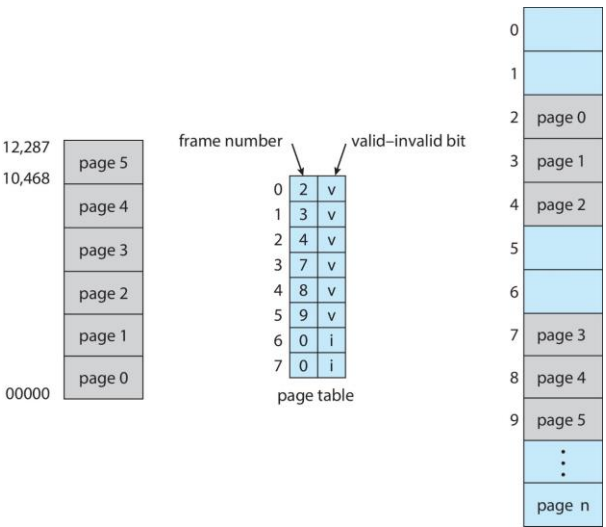 12,287
10,468
00000
page 5
page 4
page 3
page 2
page 1
page 0
frame number
valid–invalid bit
0 2 v
1 3 v
2 4 v
3 7 v
4 8 v
5 9 v
6 0 i
7 0 i
page table
0
1
2 page 0
3 page 1
4 page 2
5
6
7 page 3
8 page 4
9 page 5
⋮
page n